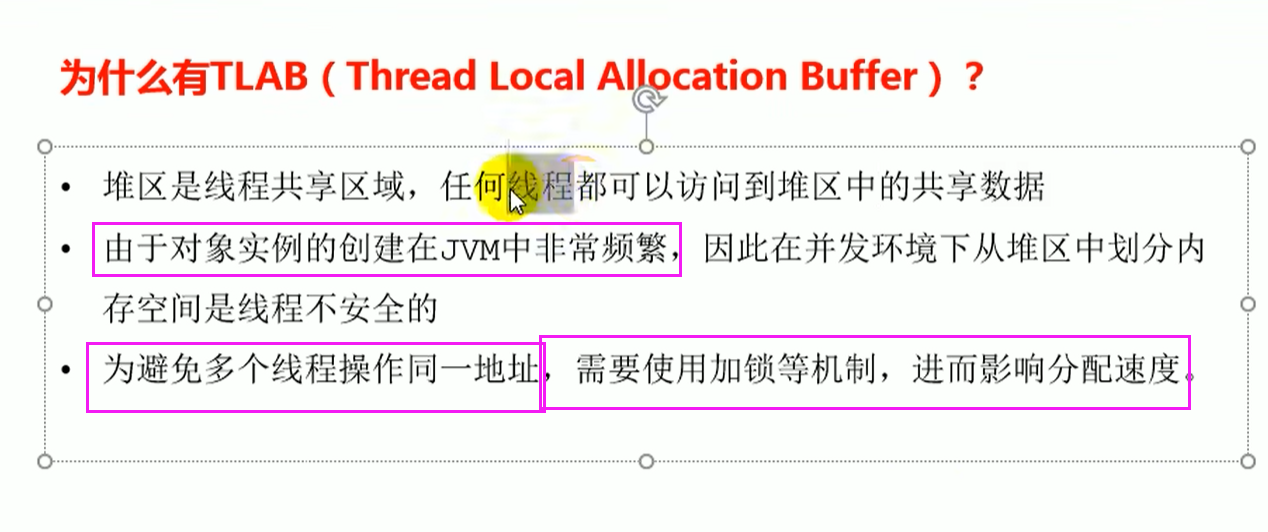 为什么有TLAB（Thread Local Allocation Buffer）？
• 堆区是线程共享区域，任何线程都可以访问到堆区中的共享数据
• 由于对象实例的创建在JVM中非常频繁，因此在并发环境下从堆区中划分内
存空间是线程不安全的
• 为避免多个线程操作同一地址，需要使用加锁等机制，进而影响分配速度。